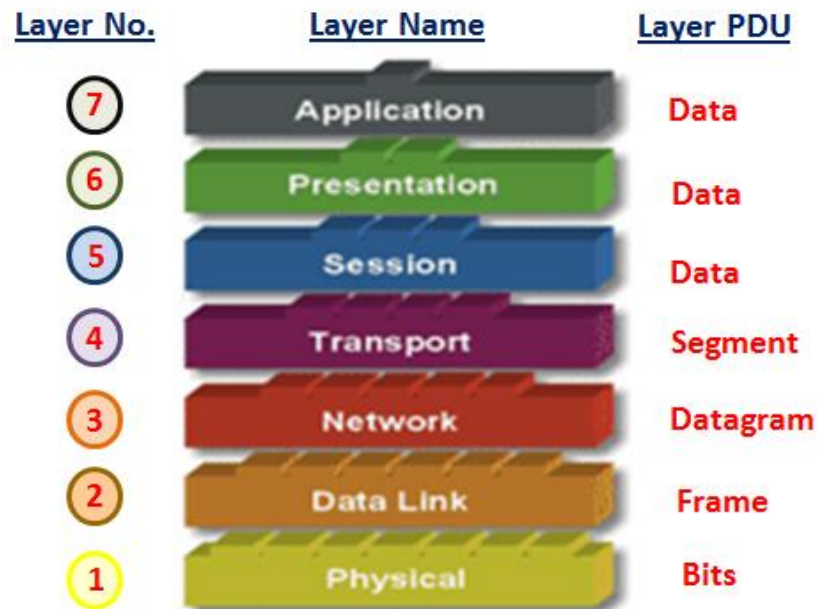 Layer No. Layer Name Layer PDU
7 Application Data
6 Presentation Data
5 Session Data
4 Transport Segment
3 Network Datagram
2 Data Link Frame
1 Physical Bits